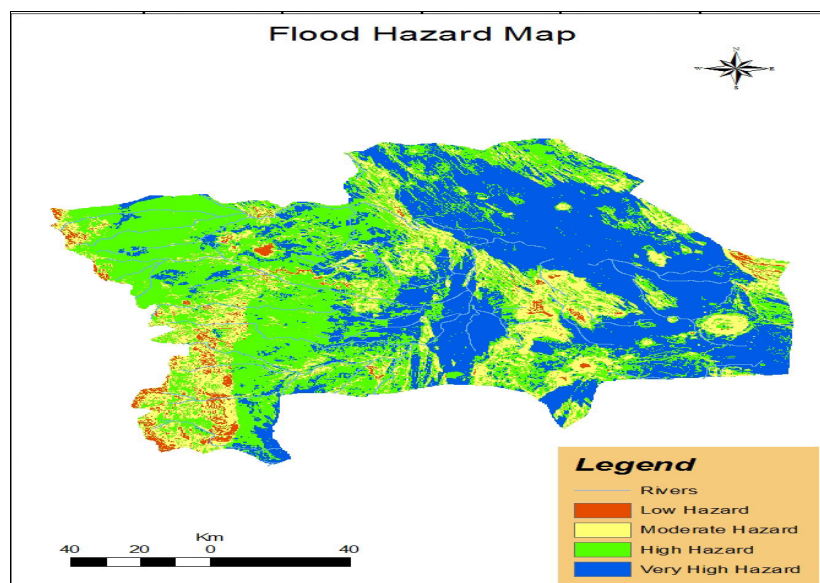 Flood Hazard Map
N
W E
S
Legend
Rivers
Low Hazard
Moderate Hazard
High Hazard
Very High Hazard
Km
40 20 0 40